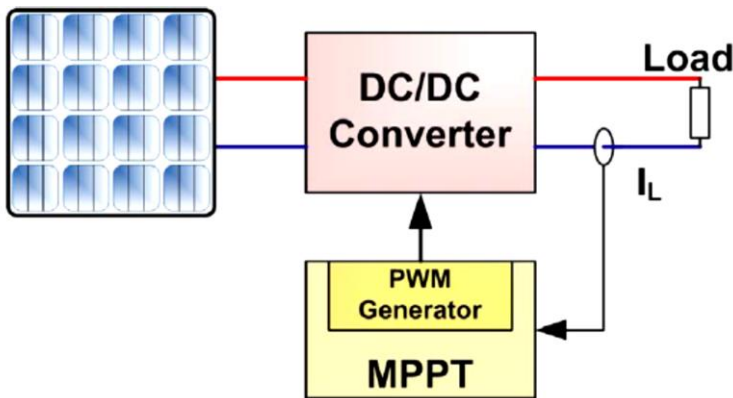 DC/DC
Converter
Load
I_L
PWM
Generator
MPPT